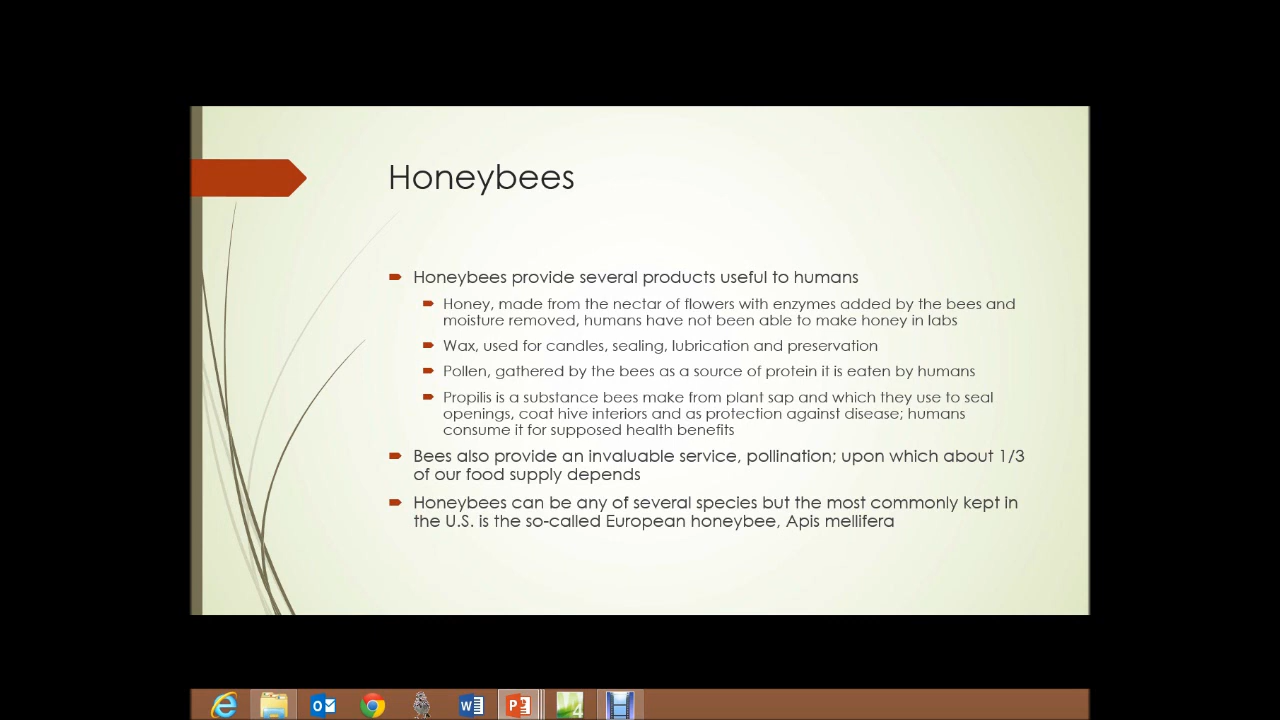 Honeybees
Honeybees provide several products useful to humans
Honey, made from the nectar of flowers with enzymes added by the bees and
moisture removed, humans have not been able to make honey in labs
Wax, used for candles, sealing, lubrication and preservation
Pollen, gathered by the bees as a source of protein it is eaten by humans
Propilis is a substance bees make from plant sap and which they use to seal
openings, coat hive interiors and as protection against disease; humans
consume it for supposed health benefits
Bees also provide an invaluable service, pollination; upon which about 1/3
of our food supply depends
Honeybees can be any of several species but the most commonly kept in
the U.S. is the so-called European honeybee, Apis mellifera